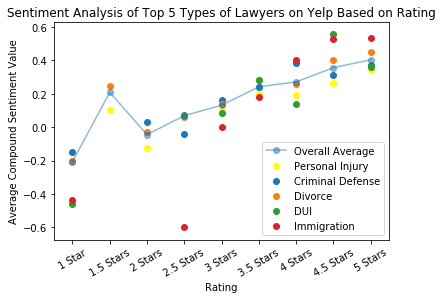 Sentiment Analysis of Top 5 Types of Lawyers on Yelp Based on Rating
Average Compound Sentiment Value
0.6
0.4
0.2
0.0
−0.2
−0.4
−0.6
Overall Average
Personal Injury
Criminal Defense
Divorce
DUI
Immigration
1 Star
1.5 Stars
2 Stars
2.5 Stars
3 Stars
3.5 Stars
4 Stars
4.5 Stars
5 Stars
Rating